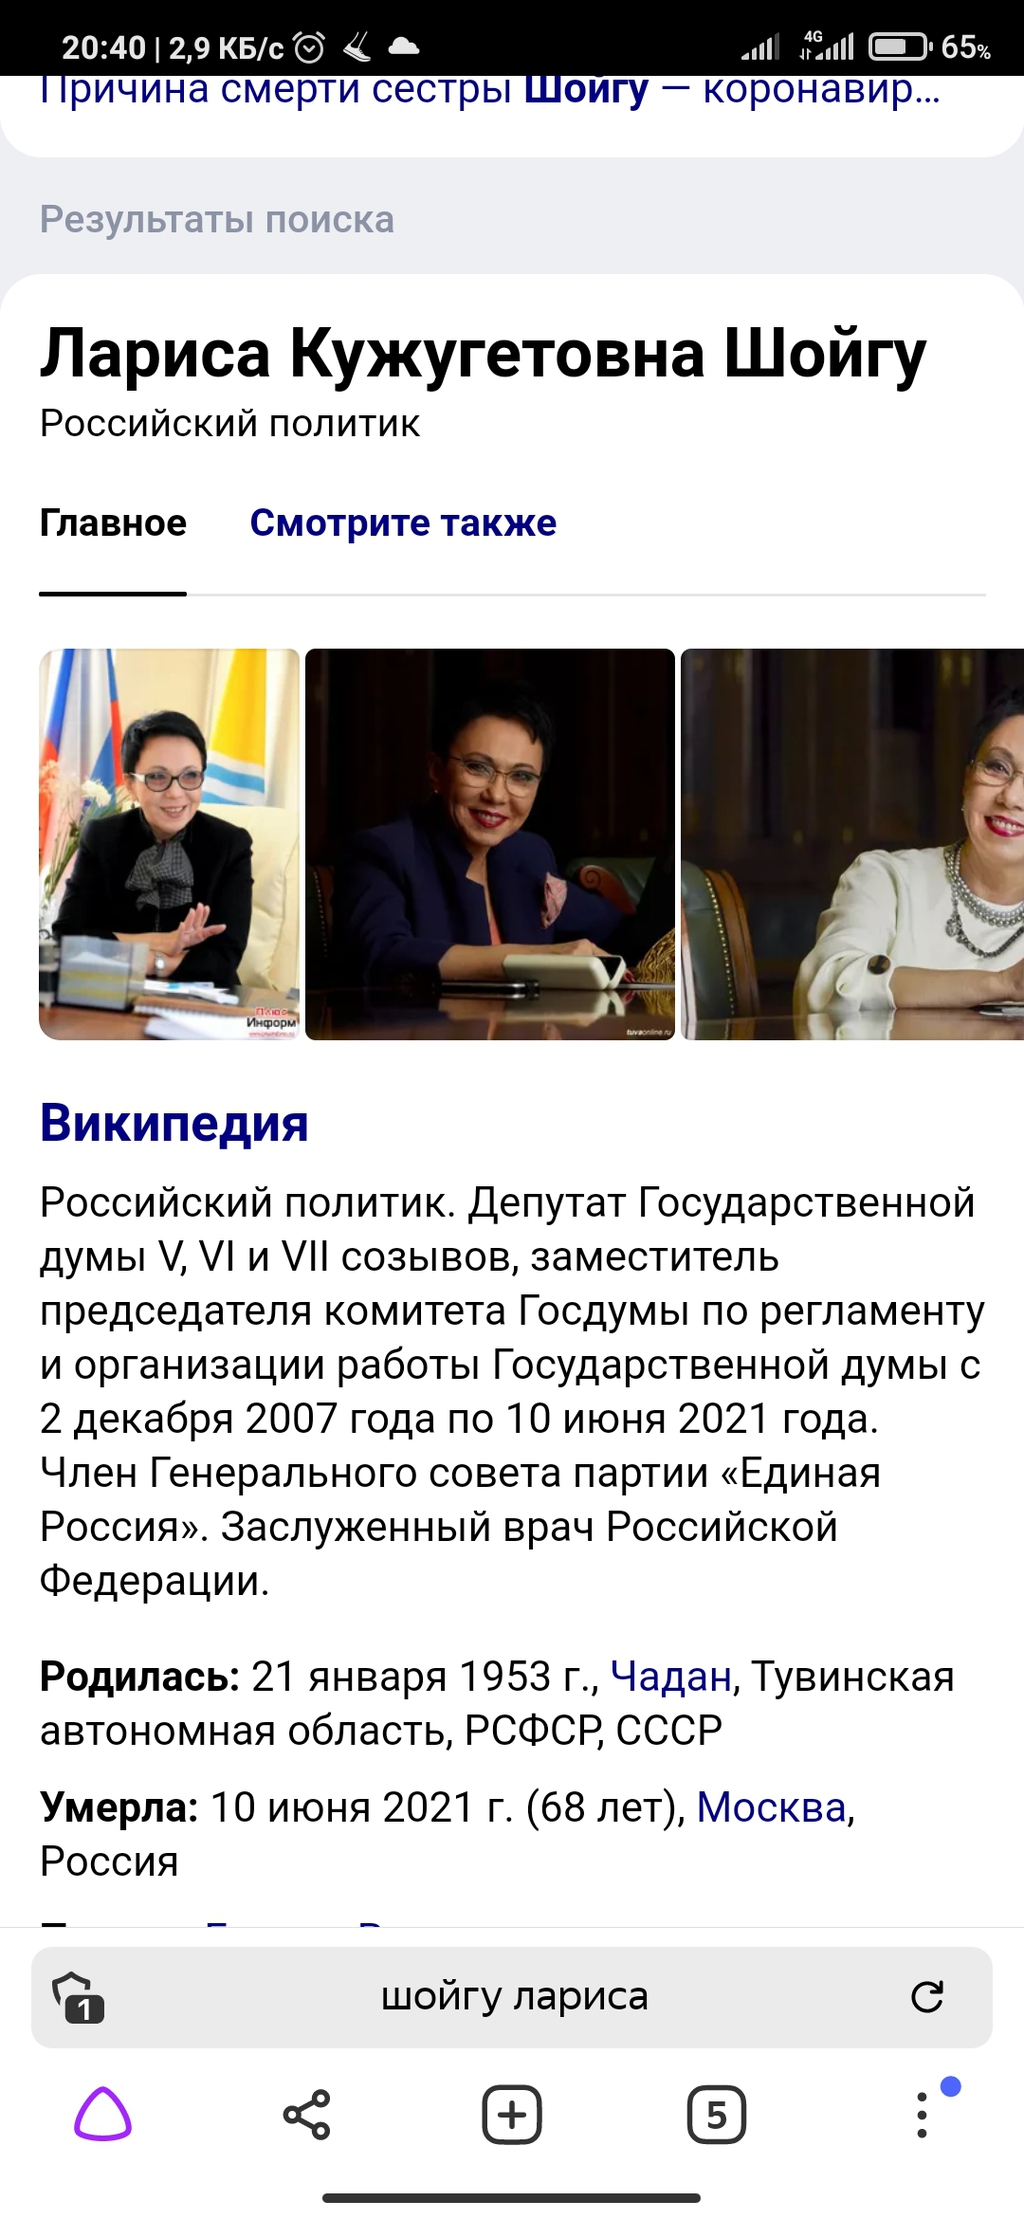 20:40 | 2,9 КБ/с
4G
65%
Причина смерти сестры Шойгу — коронавир...
Результаты поиска
Лариса Кужугетовна Шойгу
Российский политик
Главное Смотрите также
Плюс
Информ
tuvaonline.ru
Википедия
Российский политик. Депутат Государственной
думы V, VI и VII созывов, заместитель
председателя комитета Госдумы по регламенту
и организации работы Государственной думы с
2 декабря 2007 года по 10 июня 2021 года.
Член Генерального совета партии «Единая
Россия». Заслуженный врач Российской
Федерации.
Родилась: 21 января 1953 г., Чадан, Тувинская
автономная область, РСФСР, СССР
Умерла: 10 июня 2021 г. (68 лет), Москва,
Россия
1
шойгу лариса
5